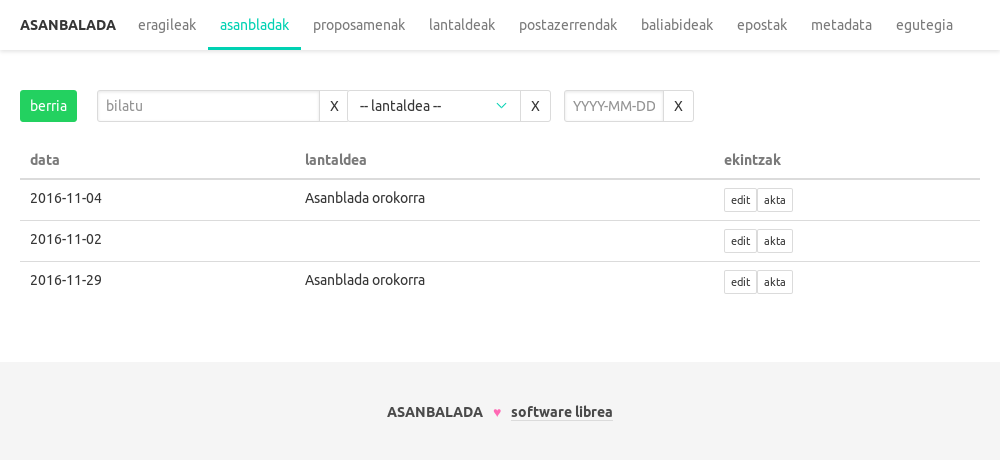 ASANBALADA eragileak asanbladak proposamenak lantaldeak postazerrendak baliabideak epostak metadata egutegia
berria bilatu X -- lantaldea -- X YYYY-MM-DD X
data lantaldea ekintzak
2016-11-04 Asanblada orokorra edit akta
2016-11-02 edit akta
2016-11-29 Asanblada orokorra edit akta
ASANBALADA ♥ software librea